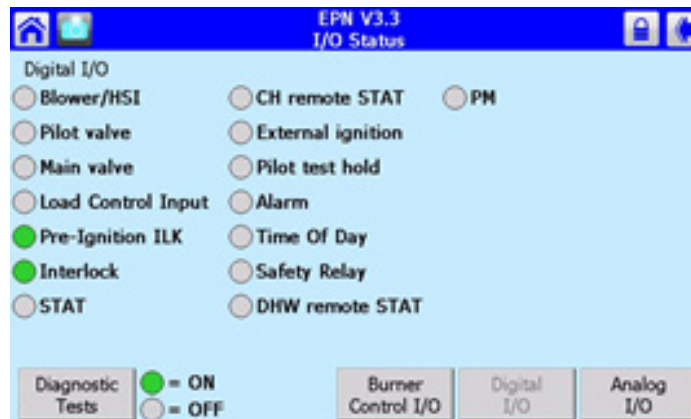 EPN V3.3
I/O Status
Digital I/O
Blower/HSI
Pilot valve
Main valve
Load Control Input
Pre-Ignition ILK
Interlock
STAT
CH remote STAT
External ignition
Pilot test hold
Alarm
Time Of Day
Safety Relay
DHW remote STAT
PM
Diagnostic
Tests
= ON
= OFF
Burner
Control I/O
Digital
I/O
Analog
I/O